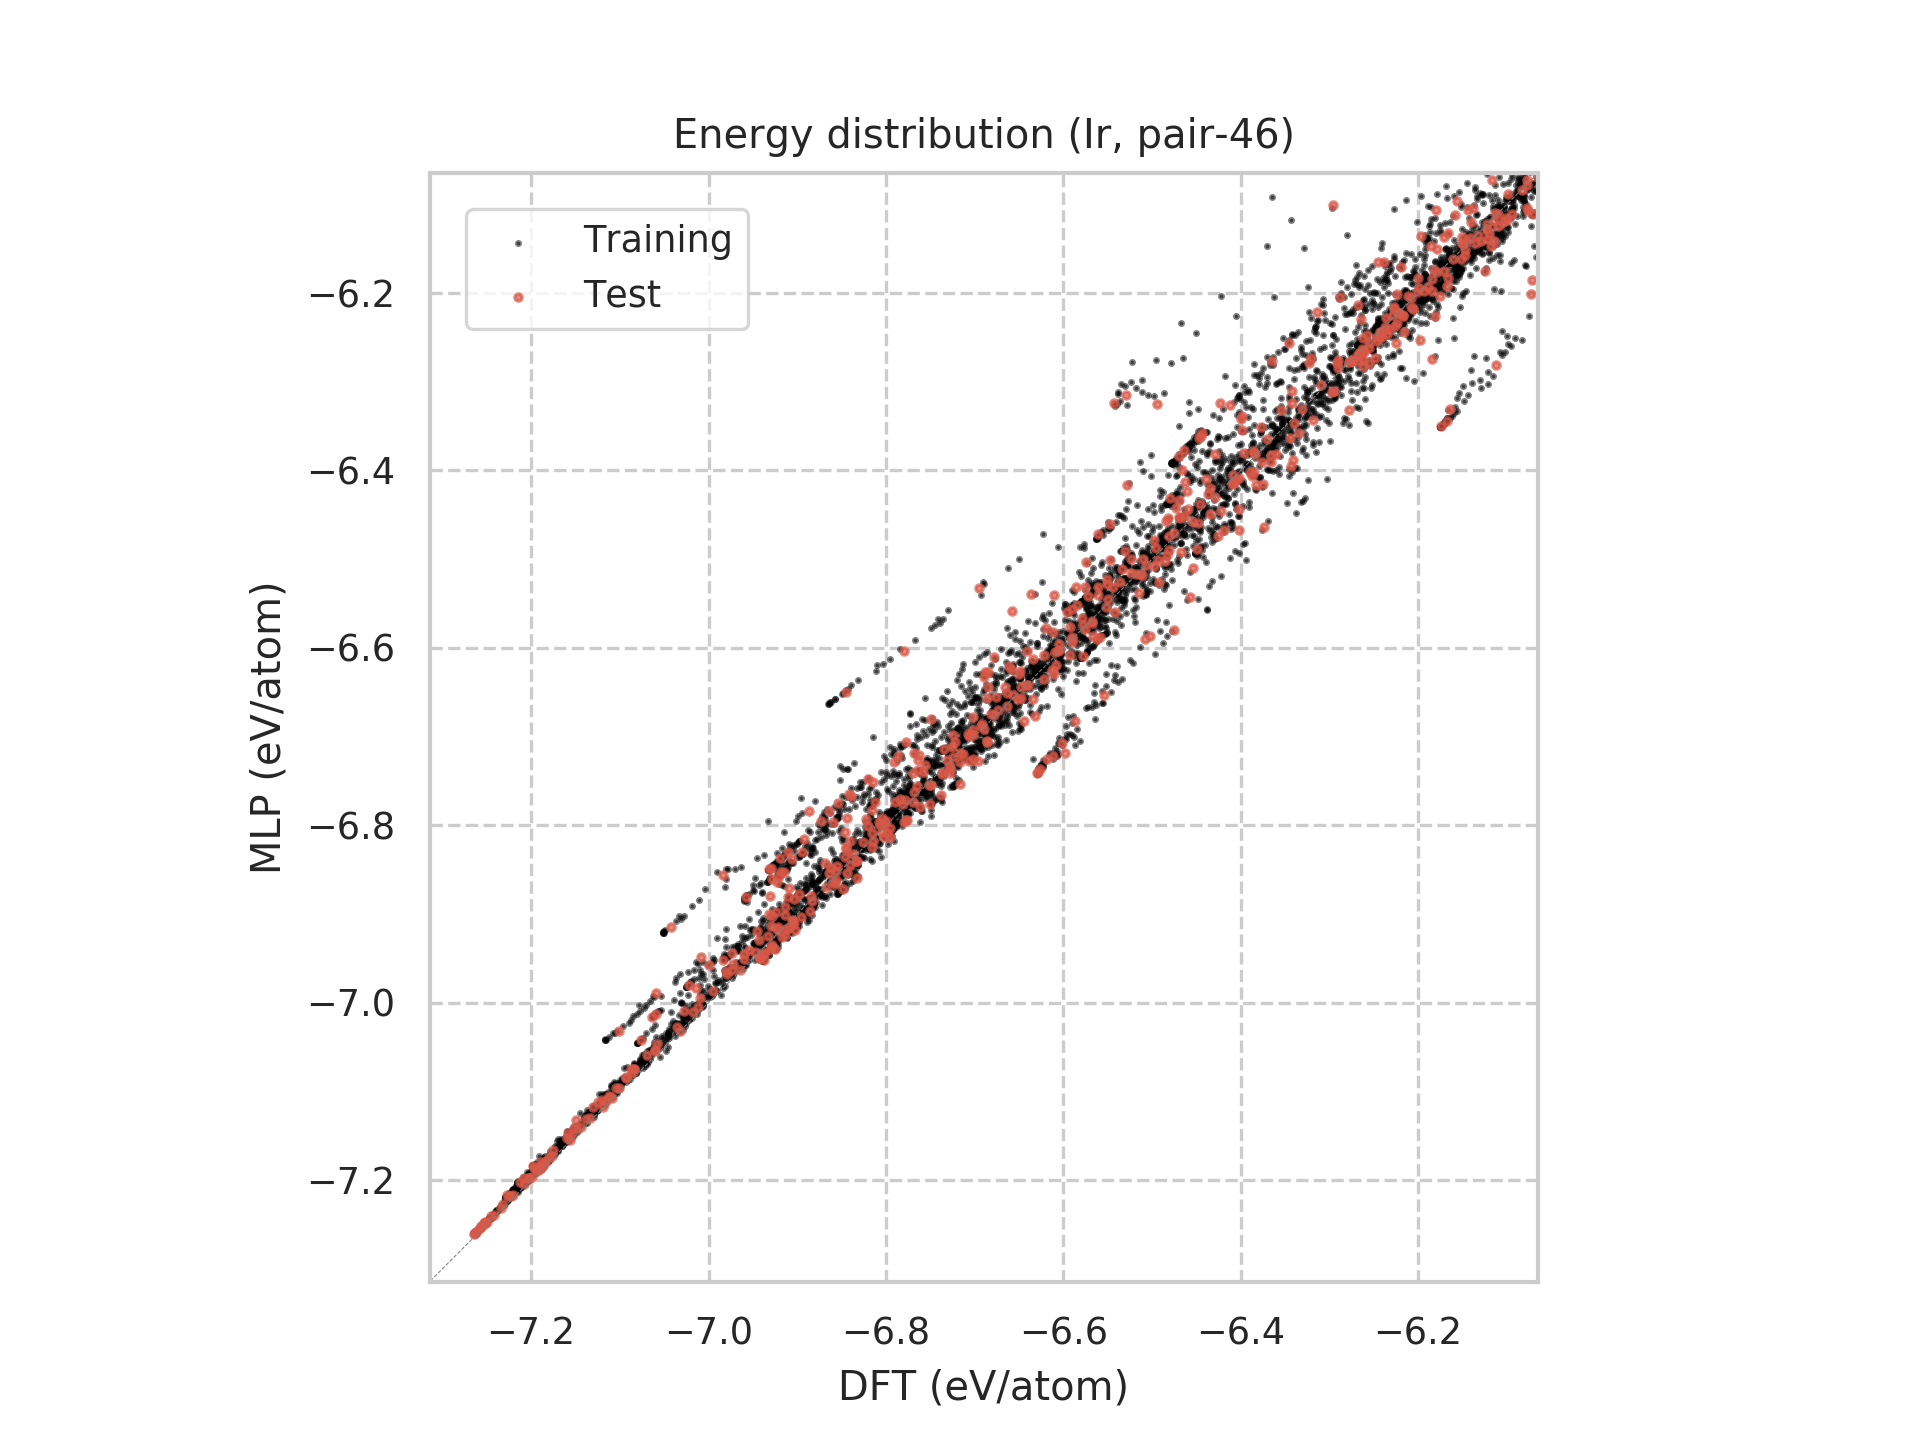 Energy distribution (Ir, pair-46)
Training
Test
MLP (eV/atom)
−6.2
−6.4
−6.6
−6.8
−7.0
−7.2
−7.2 −7.0 −6.8 −6.6 −6.4 −6.2
DFT (eV/atom)